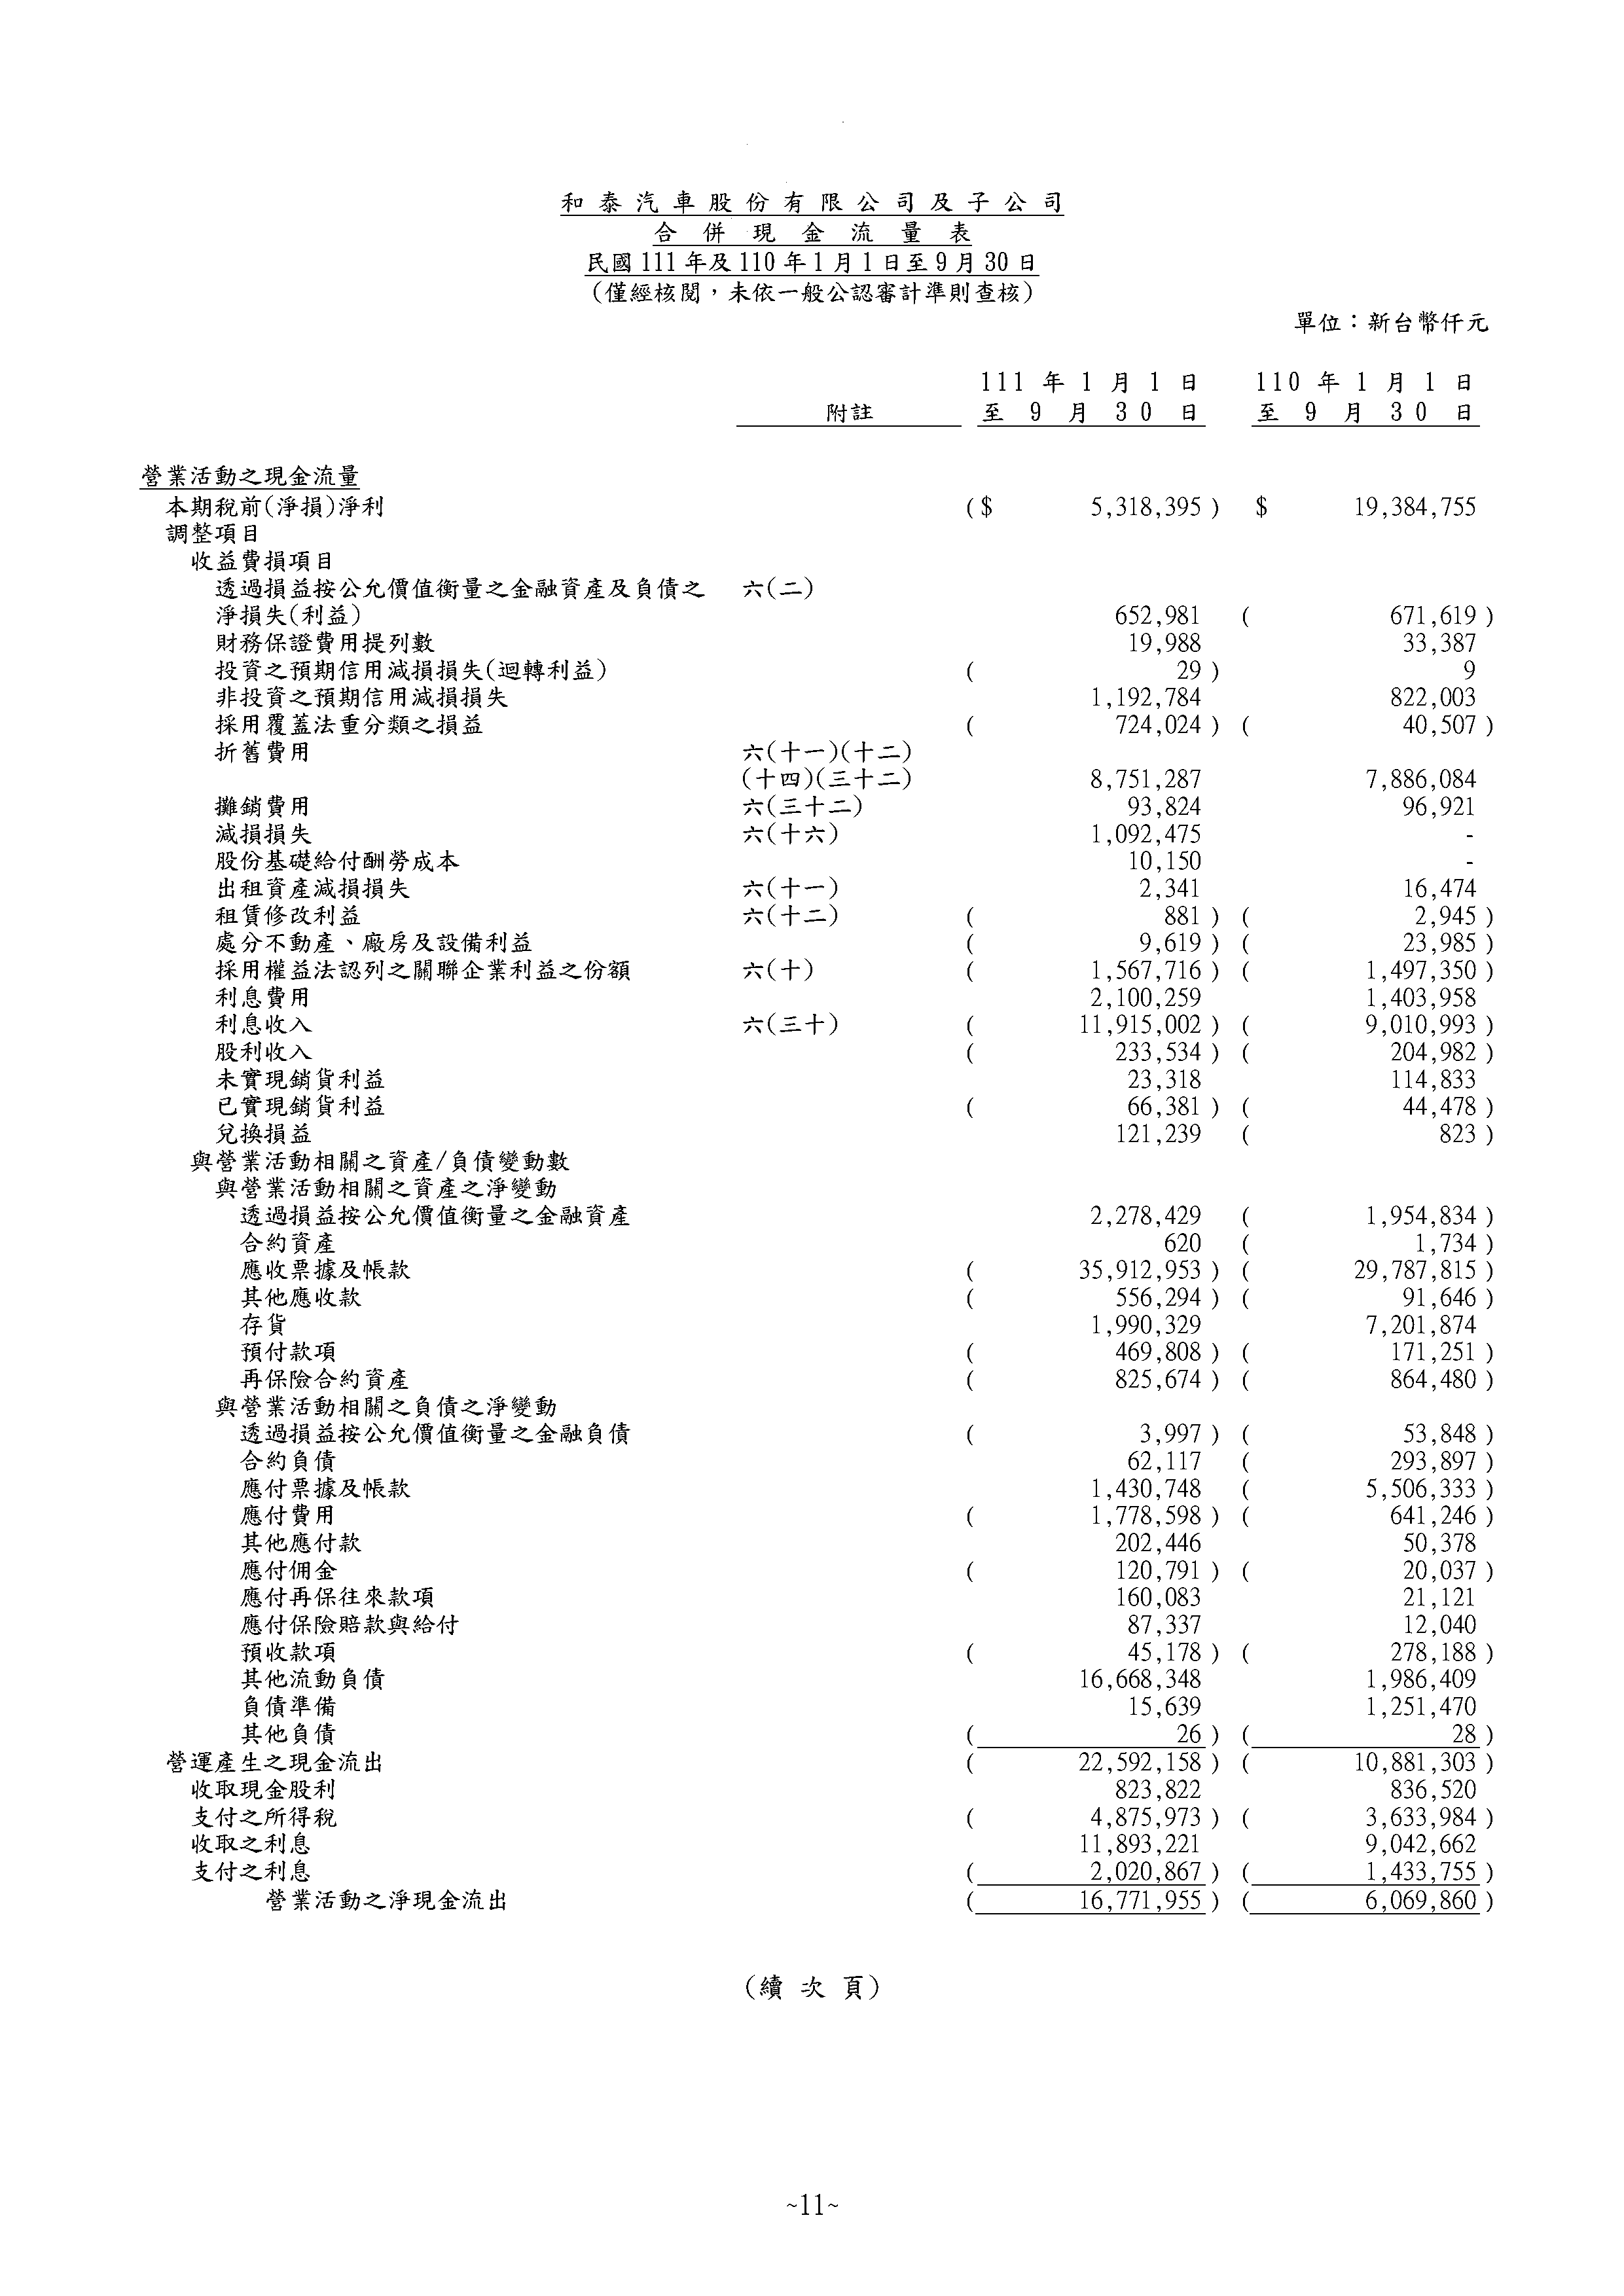 和泰汽車股份有限公司及子公司
合併現金流量表
民國111年及110年1月1日至9月30日
(僅經核閱，未依一般公認審計準則查核)
單位：新台幣仟元
111年1月1日 110年1月1日
附註 至9月30日 至9月30日
營業活動之現金流量
本期稅前(淨損)淨利 ($ 5,318,395) $ 19,384,755
調整項目
收益費損項目
透過損益按公允價值衡量之金融資產及負債之 六(二)
淨損失(利益) 652,981 ( 671,619)
財務保證費用提列數 19,988 33,387
投資之預期信用減損損失(迴轉利益) ( 29) 9
非投資之預期信用減損損失 1,192,784 822,003
採用覆蓋法重分類之損益 ( 724,024) ( 40,507)
折舊費用 六(十一)(十二)
(十四)(三十二) 8,751,287 7,886,084
攤銷費用 六(三十二) 93,824 96,921
減損損失 六(十六) 1,092,475 -
股份基礎給付酬勞成本 10,150 -
出租資產減損損失 六(十一) 2,341 16,474
租賃修改利益 六(十二) ( 881) ( 2,945)
處分不動產、廠房及設備利益 ( 9,619) ( 23,985)
採用權益法認列之關聯企業利益之份額 六(十) ( 1,567,716) ( 1,497,350)
利息費用 2,100,259 1,403,958
利息收入 六(三十) ( 11,915,002) ( 9,010,993)
股利收入 ( 233,534) ( 204,982)
未實現銷貨利益 23,318 114,833
已實現銷貨利益 ( 66,381) ( 44,478)
兌換損益 121,239 ( 823)
與營業活動相關之資產/負債變動數
與營業活動相關之資產之淨變動
透過損益按公允價值衡量之金融資產 2,278,429 ( 1,954,834)
合約資產 620 ( 1,734)
應收票據及帳款 ( 35,912,953) ( 29,787,815)
其他應收款 ( 556,294) ( 91,646)
存貨 1,990,329 7,201,874
預付款項 ( 469,808) ( 171,251)
再保險合約資產 ( 825,674) ( 864,480)
與營業活動相關之負債之淨變動
透過損益按公允價值衡量之金融負債 ( 3,997) ( 53,848)
合約負債 62,117 ( 293,897)
應付票據及帳款 1,430,748 ( 5,506,333)
應付費用 ( 1,778,598) ( 641,246)
其他應付款 202,446 50,378
應付佣金 ( 120,791) ( 20,037)
應付再保往來款項 160,083 21,121
應付保險賠款與給付 87,337 12,040
預收款項 ( 45,178) ( 278,188)
其他流動負債 16,668,348 1,986,409
負債準備 15,639 1,251,470
其他負債 ( 26) ( 28)
營運產生之現金流出 ( 22,592,158) ( 10,881,303)
收取現金股利 823,822 836,520
支付之所得稅 ( 4,875,973) ( 3,633,984)
收取之利息 11,893,221 9,042,662
支付之利息 ( 2,020,867) ( 1,433,755)
營業活動之淨現金流出 ( 16,771,955) ( 6,069,860)
(續次頁)
~11~